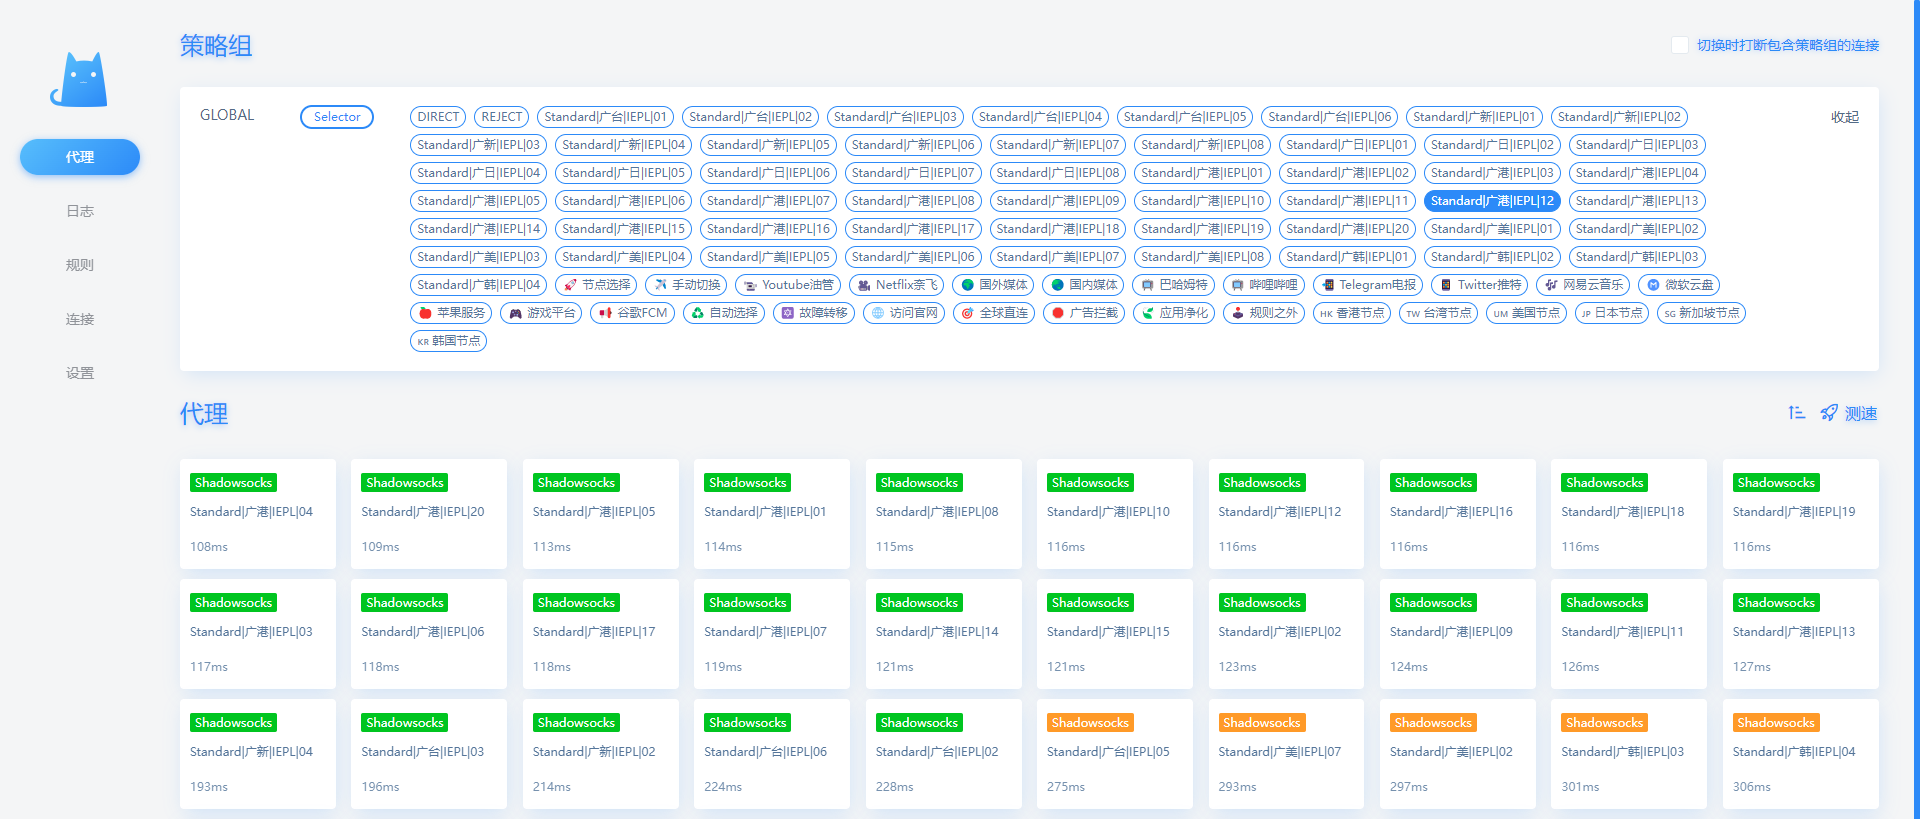 策略组
切换时打断包含策略组的连接
代理
日志
规则
连接
设置
GLOBAL Selector DIRECT REJECT Standard|广台|IEPL|01 Standard|广台|IEPL|02 Standard|广台|IEPL|03 Standard|广台|IEPL|04 Standard|广台|IEPL|05 Standard|广台|IEPL|06 Standard|广新|IEPL|01 Standard|广新|IEPL|02 收起
Standard|广新|IEPL|03 Standard|广新|IEPL|04 Standard|广新|IEPL|05 Standard|广新|IEPL|06 Standard|广新|IEPL|07 Standard|广新|IEPL|08 Standard|广日|IEPL|01 Standard|广日|IEPL|02 Standard|广日|IEPL|03
Standard|广日|IEPL|04 Standard|广日|IEPL|05 Standard|广日|IEPL|06 Standard|广日|IEPL|07 Standard|广日|IEPL|08 Standard|广港|IEPL|01 Standard|广港|IEPL|02 Standard|广港|IEPL|03 Standard|广港|IEPL|04
Standard|广港|IEPL|05 Standard|广港|IEPL|06 Standard|广港|IEPL|07 Standard|广港|IEPL|08 Standard|广港|IEPL|09 Standard|广港|IEPL|10 Standard|广港|IEPL|11 Standard|广港|IEPL|12 Standard|广港|IEPL|13
Standard|广港|IEPL|14 Standard|广港|IEPL|15 Standard|广港|IEPL|16 Standard|广港|IEPL|17 Standard|广港|IEPL|18 Standard|广港|IEPL|19 Standard|广港|IEPL|20 Standard|广美|IEPL|01 Standard|广美|IEPL|02
Standard|广美|IEPL|03 Standard|广美|IEPL|04 Standard|广美|IEPL|05 Standard|广美|IEPL|06 Standard|广美|IEPL|07 Standard|广美|IEPL|08 Standard|广韩|IEPL|01 Standard|广韩|IEPL|02 Standard|广韩|IEPL|03
Standard|广韩|IEPL|04 节点选择 手动切换 Youtube油管 Netflix奈飞 国外媒体 国内媒体 巴哈姆特 哔哩哔哩 Telegram电报 Twitter推特 网易云音乐 微软云盘
苹果服务 游戏平台 谷歌FCM 自动选择 故障转移 访问官网 全球直连 广告拦截 应用净化 规则之外 HK 香港节点 TW 台湾节点 UM 美国节点 JP 日本节点 SG 新加坡节点
KR 韩国节点
代理
测速
Shadowsocks Shadowsocks Shadowsocks Shadowsocks Shadowsocks Shadowsocks Shadowsocks Shadowsocks Shadowsocks Shadowsocks
Standard|广港|IEPL|04 Standard|广港|IEPL|20 Standard|广港|IEPL|05 Standard|广港|IEPL|01 Standard|广港|IEPL|08 Standard|广港|IEPL|10 Standard|广港|IEPL|12 Standard|广港|IEPL|16 Standard|广港|IEPL|18 Standard|广港|IEPL|19
108ms 109ms 113ms 114ms 115ms 116ms 116ms 116ms 116ms 116ms
Shadowsocks Shadowsocks Shadowsocks Shadowsocks Shadowsocks Shadowsocks Shadowsocks Shadowsocks Shadowsocks Shadowsocks
Standard|广港|IEPL|03 Standard|广港|IEPL|06 Standard|广港|IEPL|17 Standard|广港|IEPL|07 Standard|广港|IEPL|14 Standard|广港|IEPL|15 Standard|广港|IEPL|02 Standard|广港|IEPL|09 Standard|广港|IEPL|11 Standard|广港|IEPL|13
117ms 118ms 118ms 119ms 121ms 121ms 123ms 124ms 126ms 127ms
Shadowsocks Shadowsocks Shadowsocks Shadowsocks Shadowsocks Shadowsocks Shadowsocks Shadowsocks Shadowsocks Shadowsocks
Standard|广新|IEPL|04 Standard|广台|IEPL|03 Standard|广新|IEPL|02 Standard|广台|IEPL|06 Standard|广台|IEPL|02 Standard|广台|IEPL|05 Standard|广美|IEPL|07 Standard|广美|IEPL|02 Standard|广韩|IEPL|03 Standard|广韩|IEPL|04
193ms 196ms 214ms 224ms 228ms 275ms 293ms 297ms 301ms 306ms